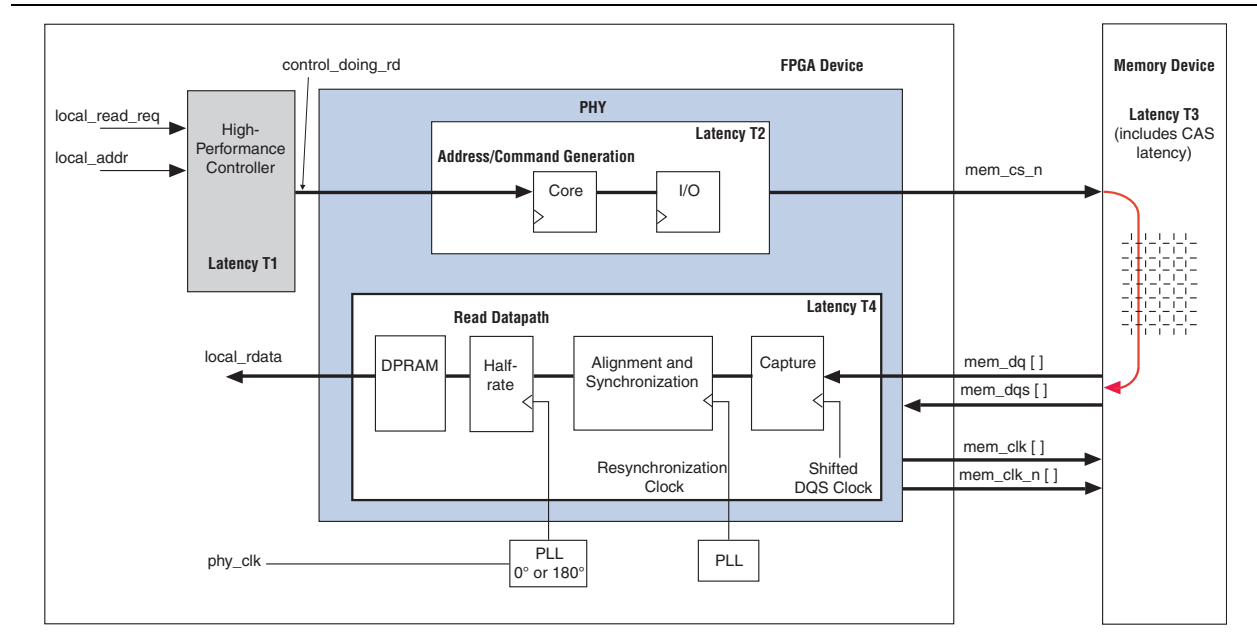 control_doing_rd
FPGA Device
Memory Device
PHY
local_read_req
High-
Performance
Controller
local_addr
Latency T1
Latency T2
Address/Command Generation
Core
I/O
mem_cs_n
Latency T3
(includes CAS
latency)
Latency T4
Read Datapath
local_rdata
DPRAM
Half-
rate
Alignment and
Synchronization
Capture
mem_dq [ ]
mem_dqs [ ]
mem_clk [ ]
mem_clk_n [ ]
Resynchronization
Clock
Shifted
DQS Clock
phy_clk
PLL
0° or 180°
PLL